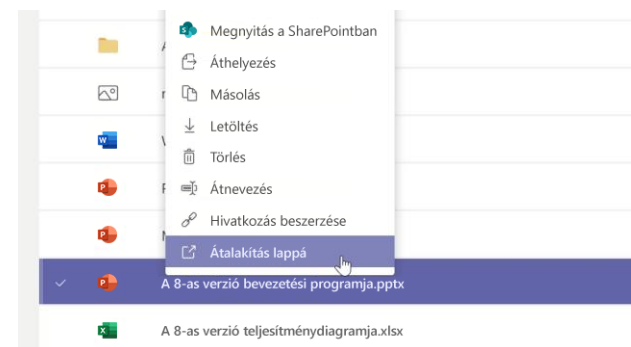 Megnyitás a SharePointban
Áthelyezés
Másolás
Letöltés
Törlés
Átnevezés
Hivatkozás beszerzése
Átalakítás lappá
A 8-as verzió bevezetési programja.pptx
A 8-as verzió teljesítménydiagramja.xlsx